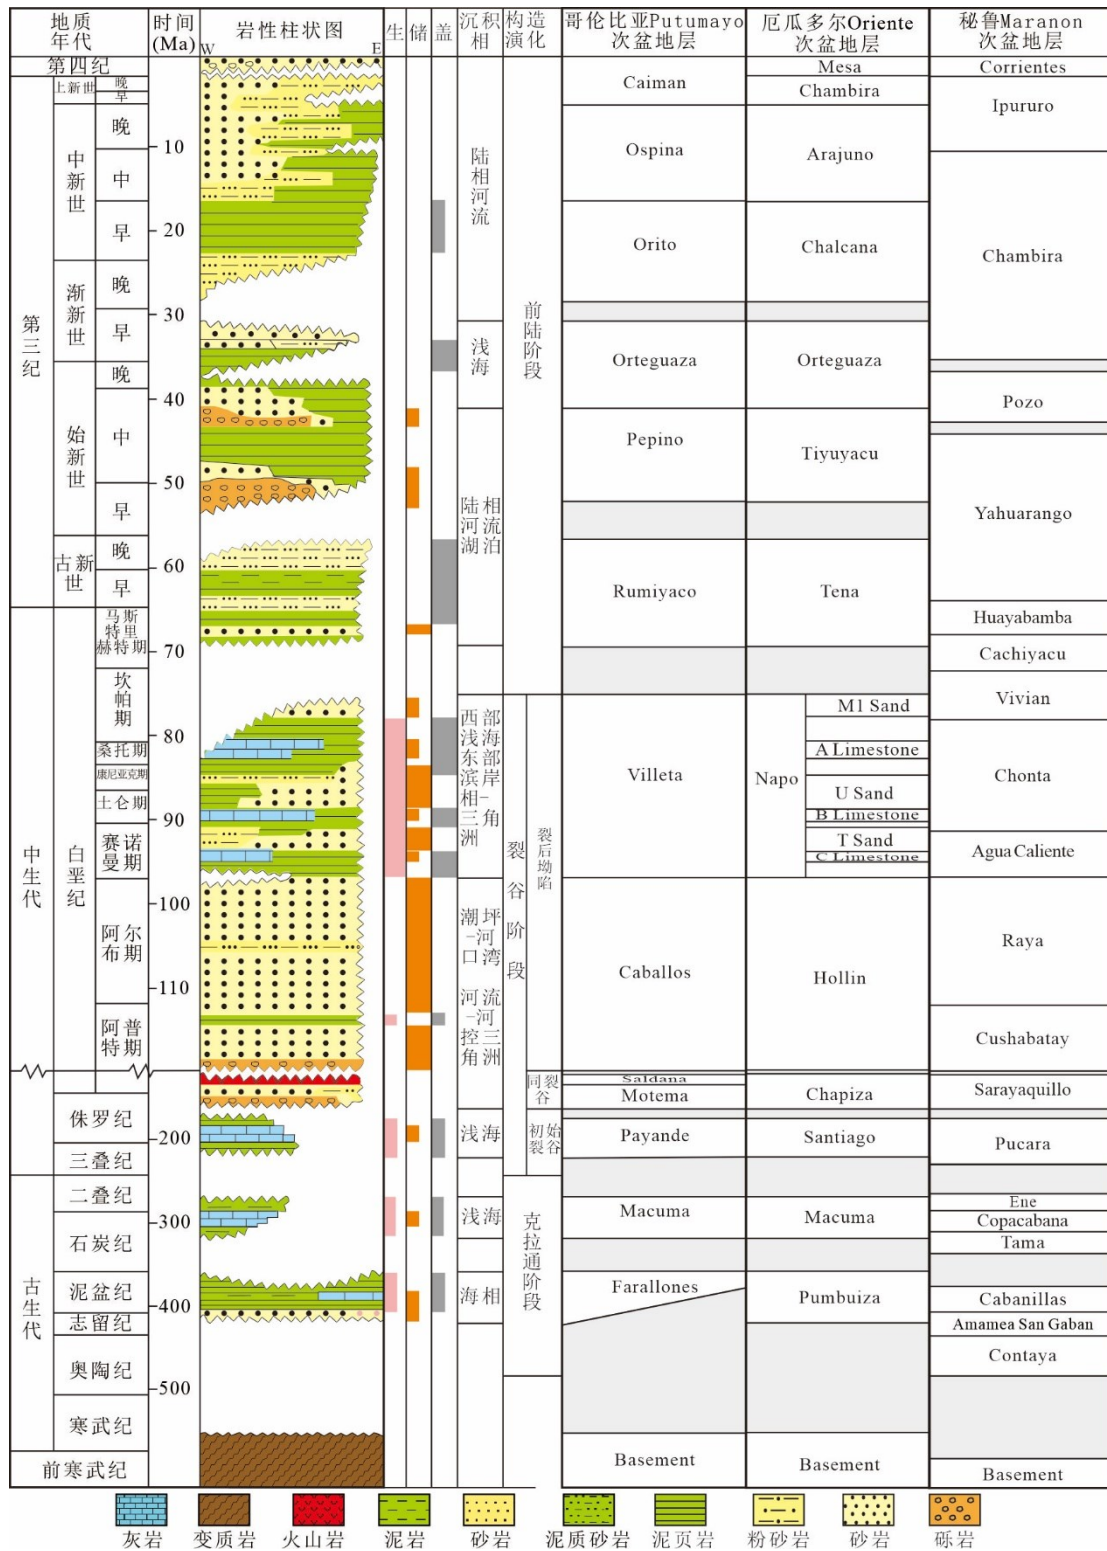 地质
年代
时间
(Ma)
岩性柱状图
W
E
生
储
盖
沉积
相
构造
演化
哥伦比亚Putumayo
次盆地层
厄瓜多尔Oriente
次盆地层
秘鲁Maranon
次盆地层
第四纪
第三纪
上新世
晚
早
中新世
晚
中
早
渐新世
晚
早
始新世
晚
中
早
古新世
晚
早
中生代
白垩纪
马斯
特里
赫特期
坎帕期
桑托期
康尼亚克期
土仑期
赛诺
曼期
阿尔
布期
阿普
特期
侏罗纪
三叠纪
古生代
二叠纪
石炭纪
泥盆纪
志留纪
奥陶纪
寒武纪
前寒武纪
10
20
30
40
50
60
70
80
90
100
110
200
300
400
500
陆相河流
浅海
陆相
河流
湖泊
西部
浅海
东部
滨岸
相-
三角
洲
潮坪
-河
口湾
河流
-河
控三
角洲
浅海
浅海
海相
前陆阶段
裂谷阶段
裂后坳陷
同裂
谷
初始
裂谷
克拉通阶段
Caiman
Ospina
Orito
Orteguaza
Pepino
Rumiyaco
Villeta
Caballos
Saldana
Motema
Payande
Macuma
Farallones
Basement
Mesa
Chambira
Arajuno
Chalcana
Orteguaza
Tiyuyacu
Tena
Napo
M1 Sand
A Limestone
U Sand
B Limestone
T Sand
C Limestone
Hollin
Chapiza
Santiago
Macuma
Pumbuiza
Basement
Corrientes
Ipururo
Chambira
Pozo
Yahuarango
Huayabamba
Cachiyacu
Vivian
Chonta
Agua Caliente
Raya
Cushabatay
Sarayaquillo
Pucara
Ene
Copacabana
Tama
Cabanillas
Amamea San Gaban
Contaya
Basement
灰岩
变质岩
火山岩
泥岩
砂岩
泥质砂岩
泥页岩
粉砂岩
砂岩
砾岩